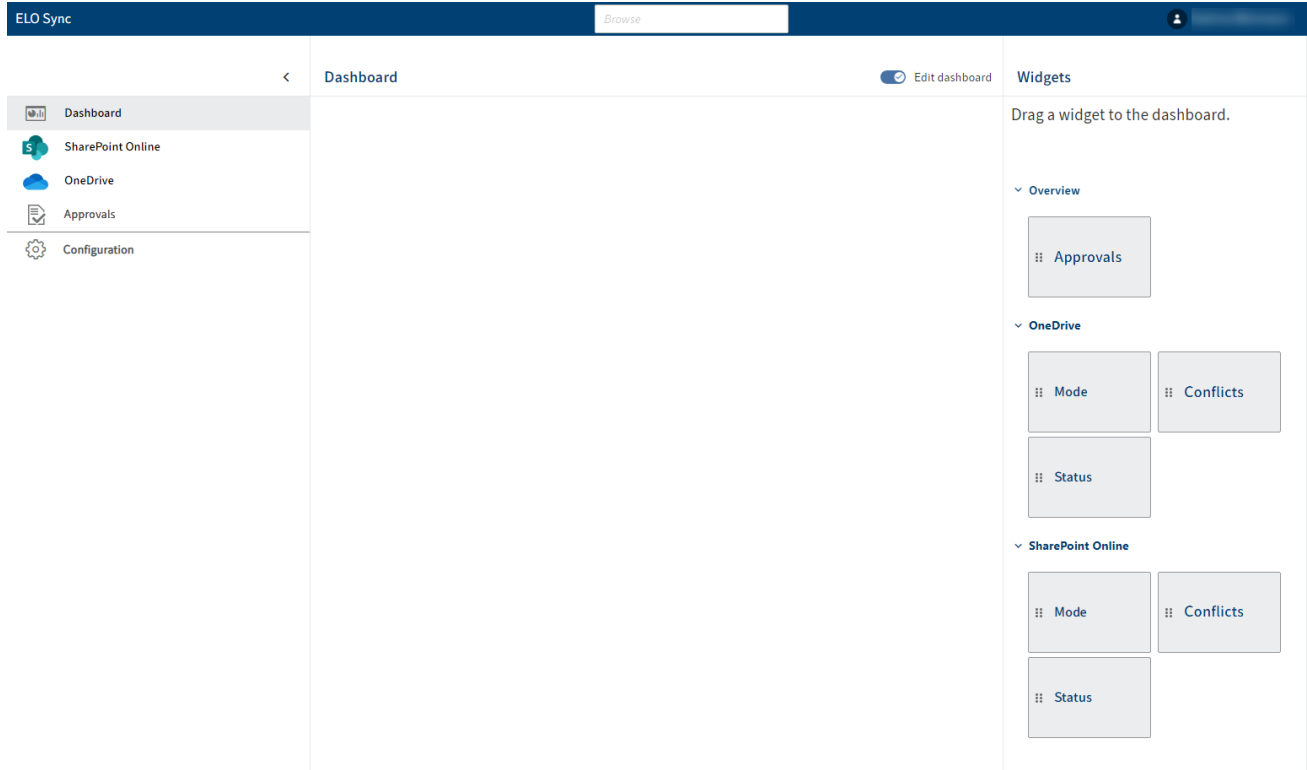 ELO Sync
Browse
Dashboard
SharePoint Online
OneDrive
Approvals
Configuration
Dashboard
Edit dashboard
Widgets
Drag a widget to the dashboard.
Overview
Approvals
OneDrive
Mode
Conflicts
Status
SharePoint Online
Mode
Conflicts
Status